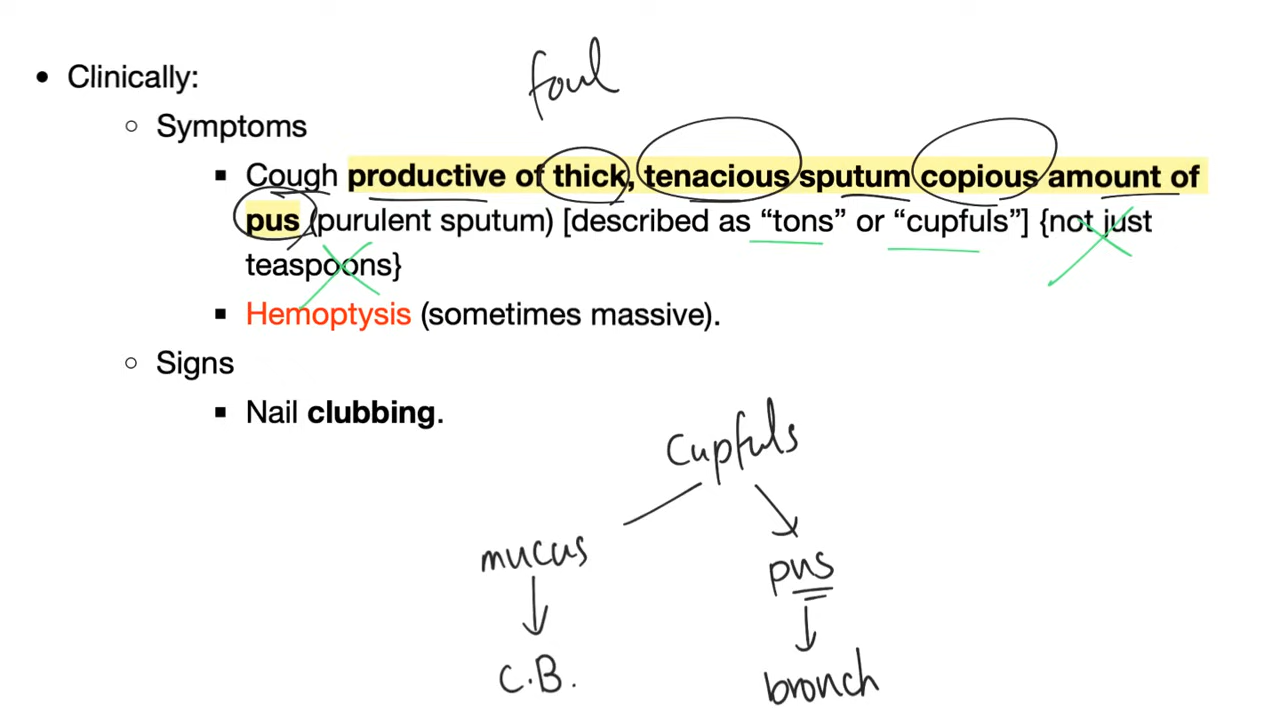 • Clinically:
foul
○ Symptoms
▪ Cough productive of thick, tenacious sputum copious amount of
pus (purulent sputum) [described as “tons” or “cupfuls”] {not just
teaspoons}
▪ Hemoptysis (sometimes massive).
○ Signs
▪ Nail clubbing.
Cupfuls
mucus
pus
C.B.
bronch